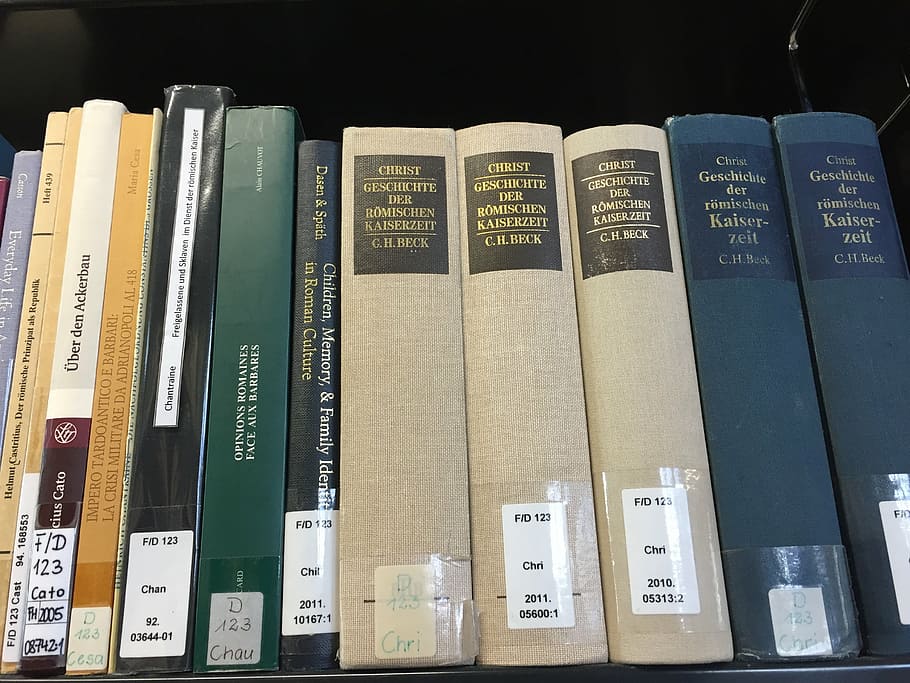 Everyday Life in
F/D 123 Cast 94. 168553
Helmut Castritius, Der römische Prinzipat als Republik
Heft 439
Über den Ackerbau
cius Cato
F/D
123
Cato
FH 2005
08742:1
Maria Cesa
IMPERO TARDOANTICO E BARBARI:
LA CRISI MILITARE DA ADRIANOPOLI AL 418
D
123
Cesa
Chantraine Freigelassene und Sklaven im Dienst der römischen Kaiser
F/D 123
Chan
92.
03644-01
Alain CHAUVOT
OPINIONS ROMAINES
FACE AUX BARBARES
D
123
Chau
Dasen & Späth
Children, Memory, & Family Iden
in Roman Culture
F/D 123
Chil
2011.
10167:1
CHRIST
GESCHICHTE
DER
RÖMISCHEN
KAISERZEIT
C.H.BECK
D
123
Chri
CHRIST
GESCHICHTE
DER
RÖMISCHEN
KAISERZEIT
C.H.BECK
F/D 123
Chri
2011.
05600:1
CHRIST
GESCHICHTE
DER
RÖMISCHEN
KAISERZEIT
C.H.BECK
F/D 123
Chri
2010.
05313:2
Christ
Geschichte
der
römischen
Kaiser-
zeit
C.H.Beck
D
123
Chri
Christ
Geschichte
der
römischen
Kaiser-
zeit
C.H.Beck